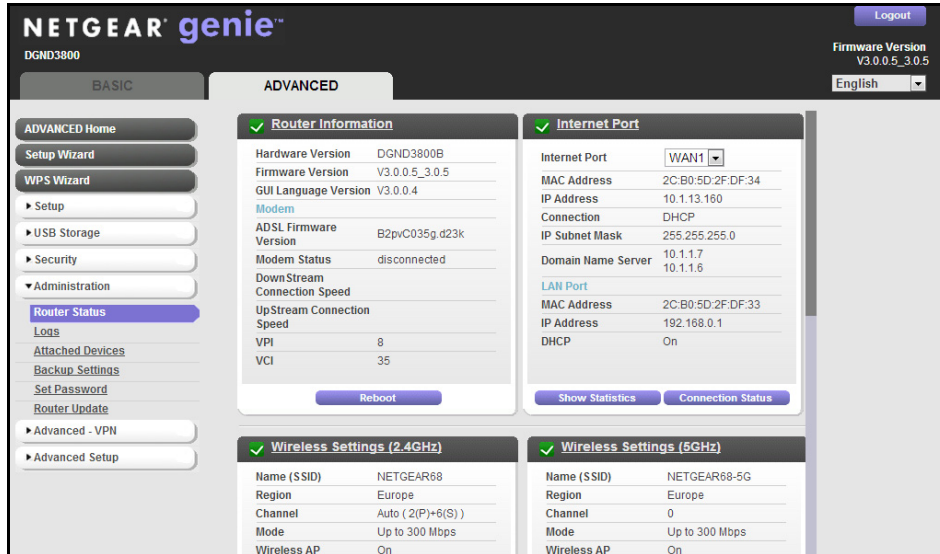 NETGEAR® genie™
DGND3800
Logout
Firmware Version
V3.0.0.5_3.0.5
English
BASIC
ADVANCED
ADVANCED Home
Setup Wizard
WPS Wizard
Setup
USB Storage
Security
Administration
Router Status
Logs
Attached Devices
Backup Settings
Set Password
Router Update
Advanced - VPN
Advanced Setup
Router Information
Hardware Version DGND3800B
Firmware Version V3.0.0.5_3.0.5
GUI Language Version V3.0.0.4
Modem
ADSL Firmware
Version B2pvC035g.d23k
Modem Status disconnected
DownStream
Connection Speed
UpStream Connection
Speed
VPI 8
VCI 35
Reboot
Internet Port
Internet Port WAN1
MAC Address 2C:B0:5D:2F:DF:34
IP Address 10.1.13.160
Connection DHCP
IP Subnet Mask 255.255.255.0
Domain Name Server 10.1.1.7
10.1.1.6
LAN Port
MAC Address 2C:B0:5D:2F:DF:33
IP Address 192.168.0.1
DHCP On
Show Statistics
Connection Status
Wireless Settings (2.4GHz)
Name (SSID) NETGEAR68
Region Europe
Channel Auto ( 2(P)+6(S) )
Mode Up to 300 Mbps
Wireless AP On
Wireless Settings (5GHz)
Name (SSID) NETGEAR68-5G
Region Europe
Channel 0
Mode Up to 300 Mbps
Wireless AP On